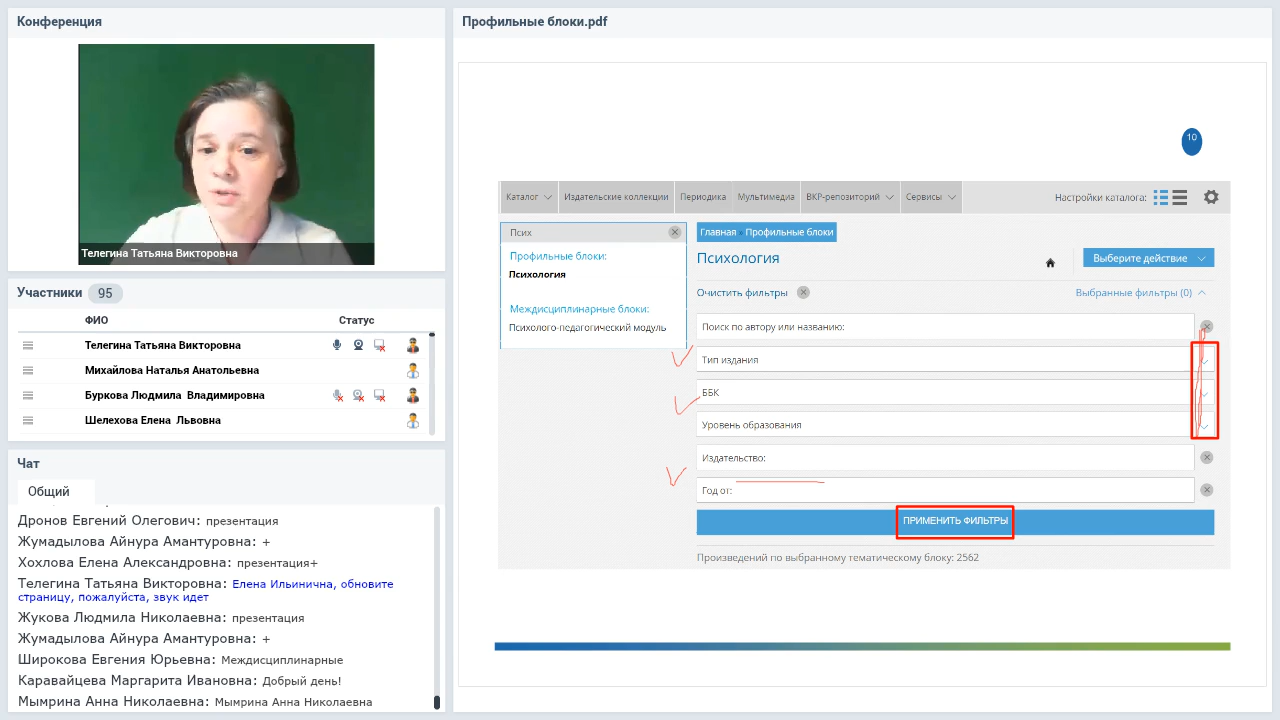 Конференция
Телегина Татьяна Викторовна
Участники 95
ФИО Статус
Телегина Татьяна Викторовна
Михайлова Наталья Анатольевна
Буркова Людмила Владимировна
Шелехова Елена Львовна
Чат
Общий
Дронов Евгений Олегович: презентация
Жумадылова Айнура Амантуровна: +
Хохлова Елена Александровна: презентация+
Телегина Татьяна Викторовна: Елена Ильинична, обновите
страницу, пожалуйста, звук идет
Жукова Людмила Николаевна: презентация
Жумадылова Айнура Амантуровна: +
Широкова Евгения Юрьевна: Междисциплинарные
Каравайцева Маргарита Ивановна: Добрый день!
Мымрина Анна Николаевна: Мымрина Анна Николаевна
Профильные блоки.pdf
10
Каталог Издательские коллекции Периодика Мультимедиа ВКР-репозиторий Сервисы Настройки каталога:
Псих
Профильные блоки:
Психология
Междисциплинарные блоки:
Психолого-педагогический модуль
Главная Профильные блоки
Психология
Выберите действие
Очистить фильтры Выбранные фильтры (0)
Поиск по автору или названию:
Тип издания
ББК
Уровень образования
Издательство:
Год от:
ПРИМЕНИТЬ ФИЛЬТРЫ
Произведений по выбранному тематическому блоку: 2562